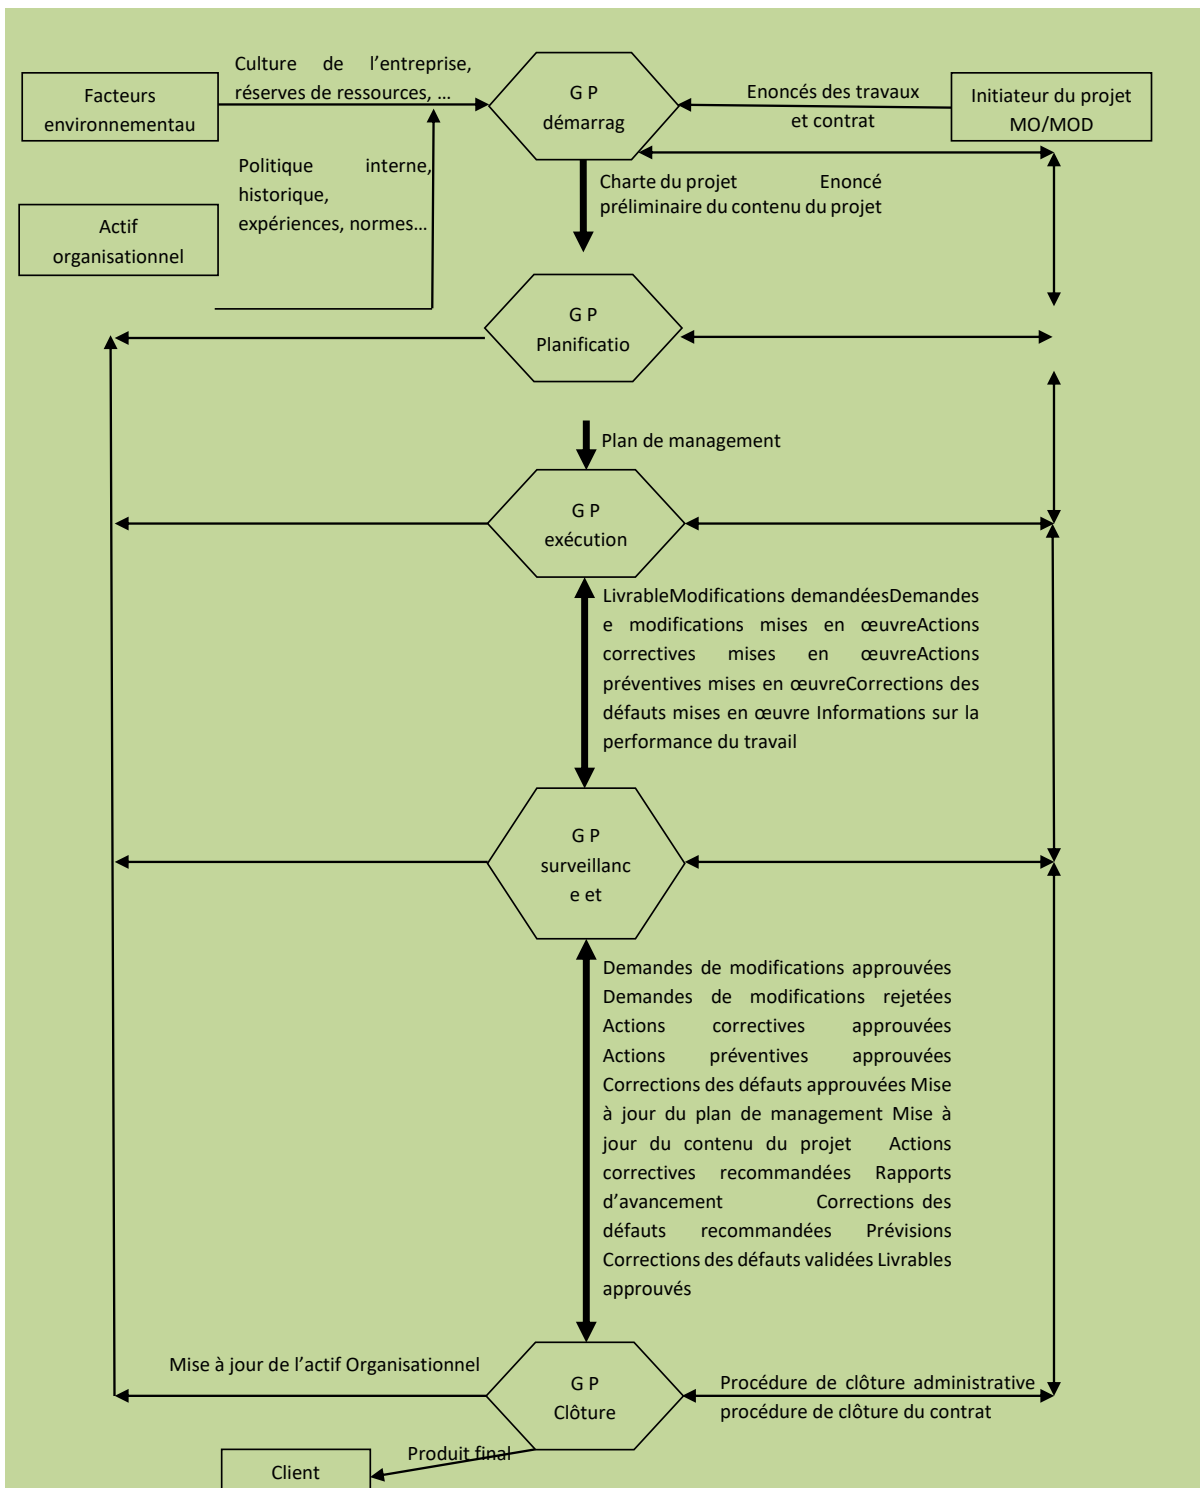 Culture de l’entreprise,
réserves de ressources, ...
Facteurs
environnementau
G P
démarrag
Enoncés des travaux
et contrat
Initiateur du projet
MO/MOD
Politique interne,
historique,
expériences, normes...
Actif
organisationnel
Charte du projet Enoncé
préliminaire du contenu du projet
G P
Planificatio
Plan de management
G P
exécution
LivrableModifications demandéesDemandes
e modifications mises en œuvreActions
correctives mises en œuvreActions
préventives mises en œuvreCorrections des
défauts mises en œuvre Informations sur la
performance du travail
G P
surveillanc
e et
Demandes de modifications approuvées
Demandes de modifications rejetées
Actions correctives approuvées
Actions préventives approuvées
Corrections des défauts approuvées Mise
à jour du plan de management Mise à
jour du contenu du projet Actions
correctives recommandées Rapports
d’avancement Corrections des
défauts recommandées Prévisions
Corrections des défauts validées Livrables
approuvés
Mise à jour de l’actif Organisationnel
G P
Clôture
Procédure de clôture administrative
procédure de clôture du contrat
Produit final
Client